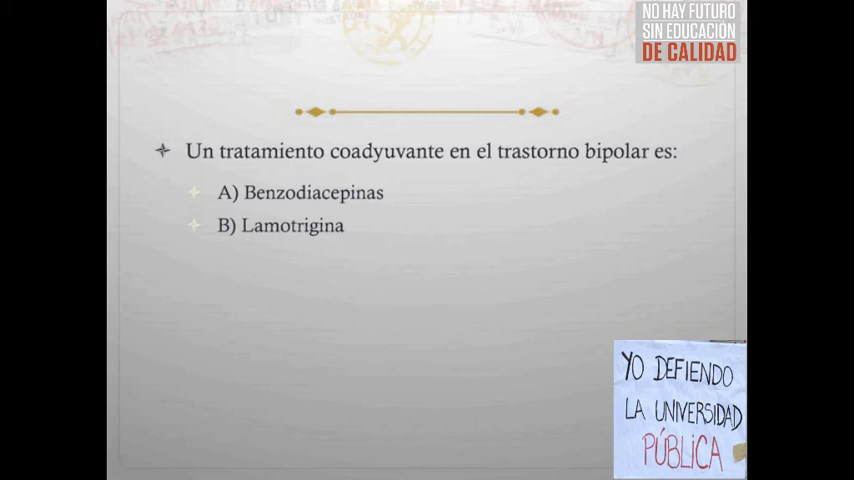 NO HAY FUTURO
SIN EDUCACIÓN
DE CALIDAD
Un tratamiento coadyuvante en el trastorno bipolar es:
A) Benzodiacepinas
B) Lamotrigina
YO DEFIENDO
LA UNIVERSIDAD
PÚBLICA